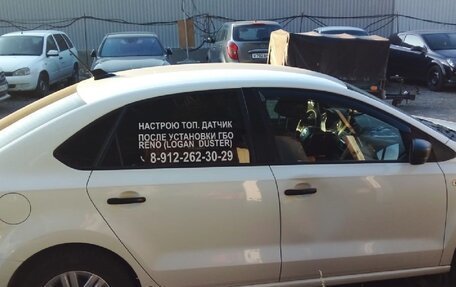 НАСТРОЮ ТОП. ДАТЧИК
ПОСЛЕ УСТАНОВКИ ГБО
RENO (LOGAN DUSTER)
8-912-262-30-29